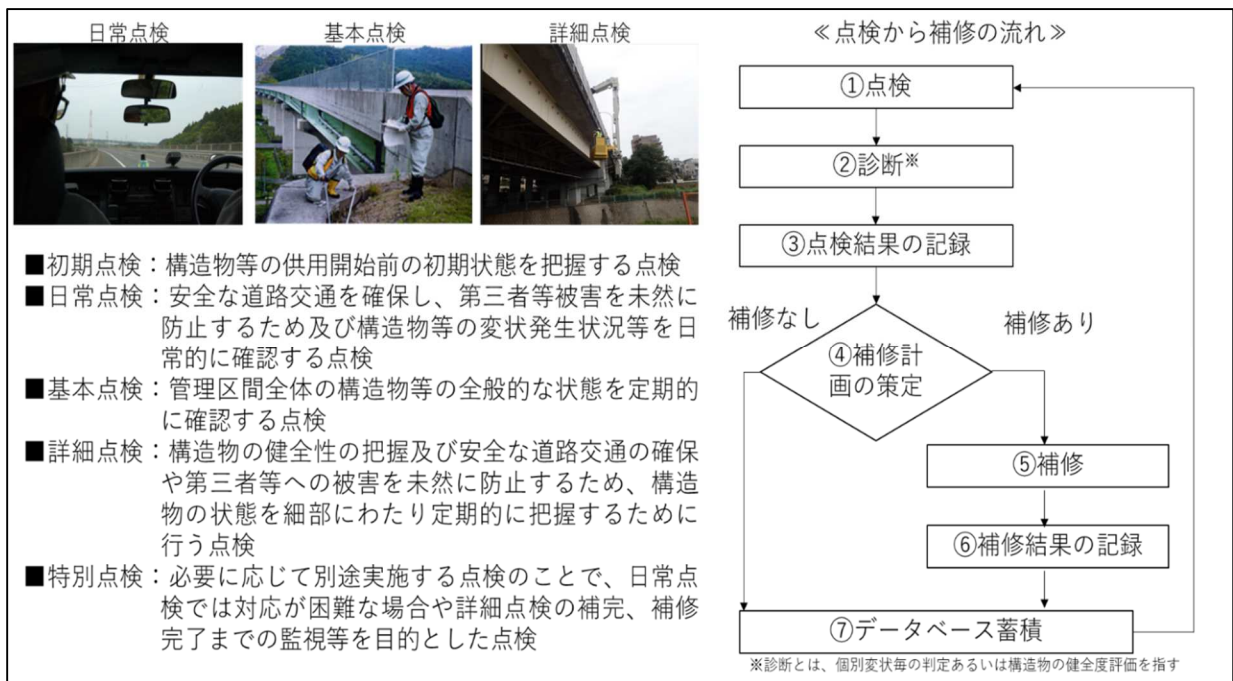 日常点検
基本点検
詳細点検
■初期点検：構造物等の供用開始前の初期状態を把握する点検
■日常点検：安全な道路交通を確保し、第三者等被害を未然に
防止するため及び構造物等の変状発生状況等を日
常的に確認する点検
■基本点検：管理区間全体の構造物等の全般的な状態を定期的
に確認する点検
■詳細点検：構造物の健全性の把握及び安全な道路交通の確保
や第三者等への被害を未然に防止するため、構造
物の状態を細部にわたり定期的に把握するために
行う点検
■特別点検：必要に応じて別途実施する点検のことで、日常点
検では対応が困難な場合や詳細点検の補完、補修
完了までの監視等を目的とした点検
≪点検から補修の流れ≫
①点検
②診断※
③点検結果の記録
補修なし
補修あり
④補修計
画の策定
⑤補修
⑥補修結果の記録
⑦データベース蓄積
※診断とは、個別変状毎の判定あるいは構造物の健全度評価を指す